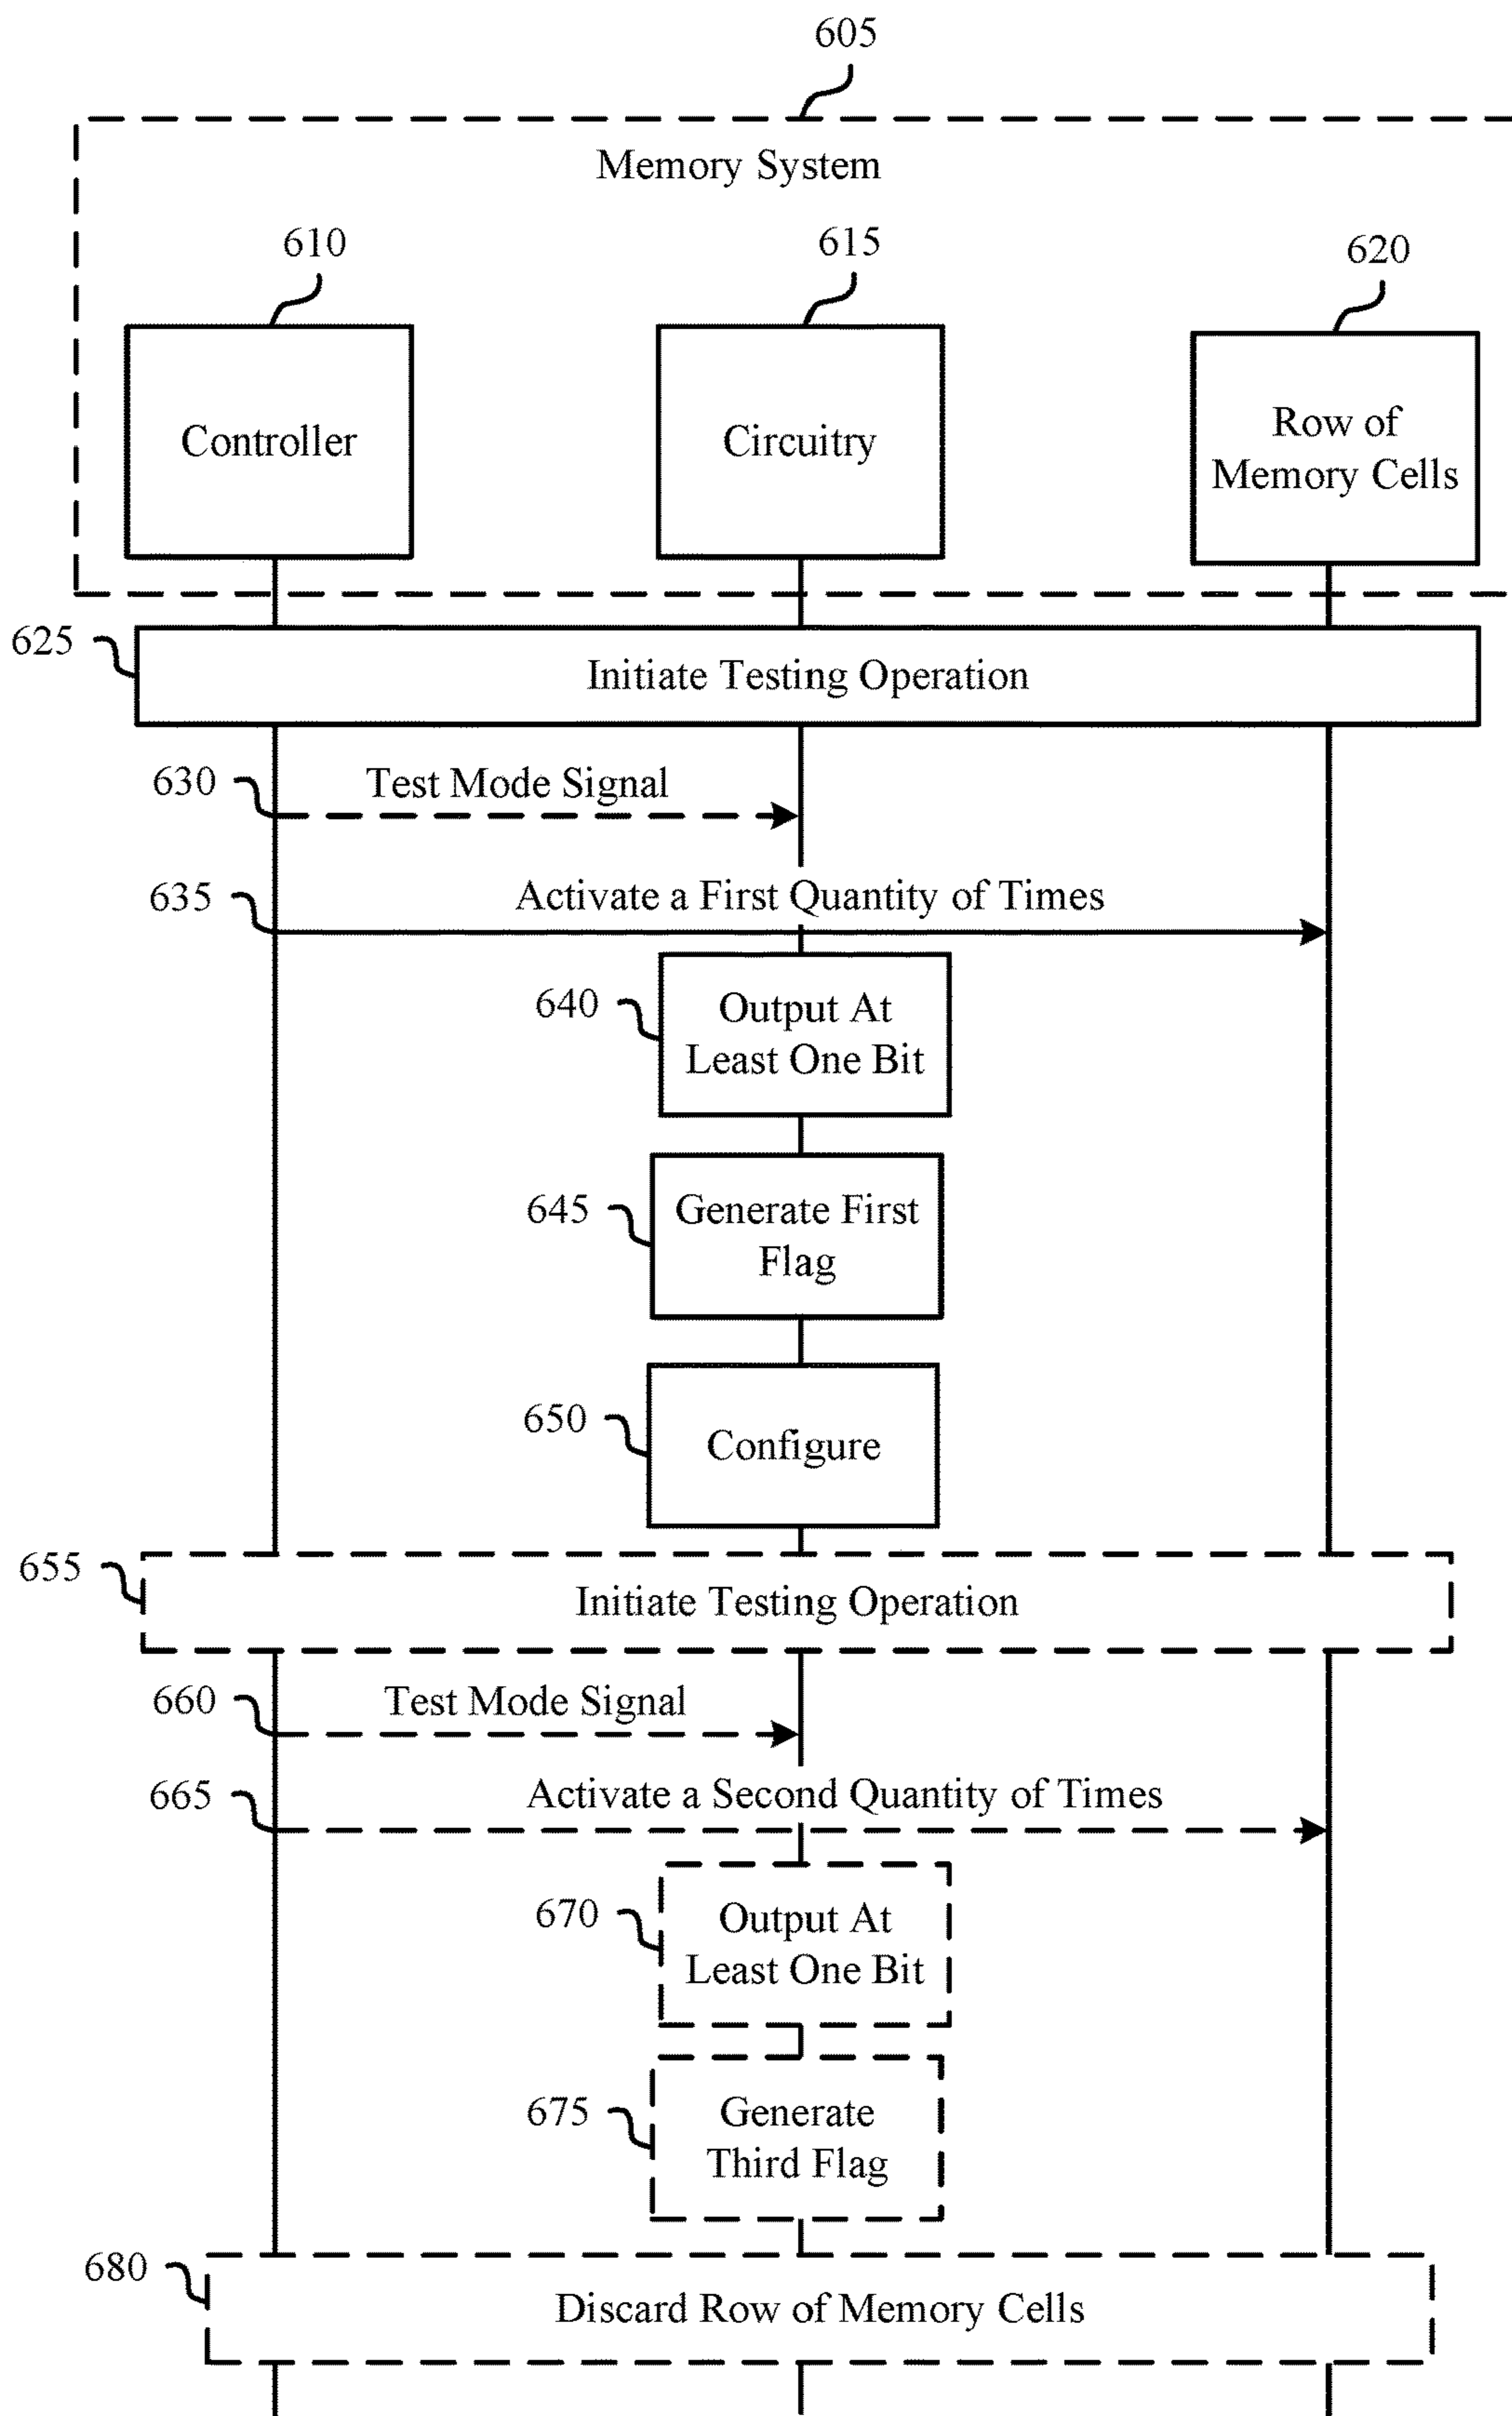 605
Memory System
610
615
620
Controller
Circuitry
Row of
Memory Cells
625
Initiate Testing Operation
630
Test Mode Signal
635
Activate a First Quantity of Times
640
Output At
Least One Bit
645
Generate First
Flag
650
Configure
655
Initiate Testing Operation
660
Test Mode Signal
665
Activate a Second Quantity of Times
670
Output At
Least One Bit
675
Generate
Third Flag
680
Discard Row of Memory Cells